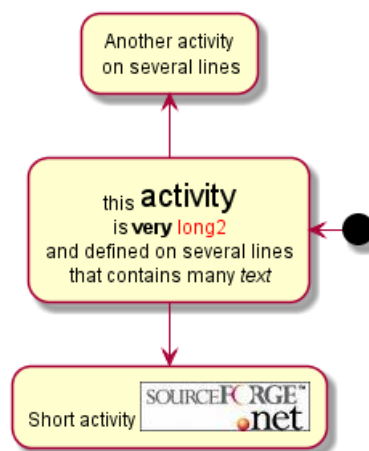 Another activity
on several lines
this activity
is very long2
and defined on several lines
that contains many text
Short activity SOURCEFORGE™
.net